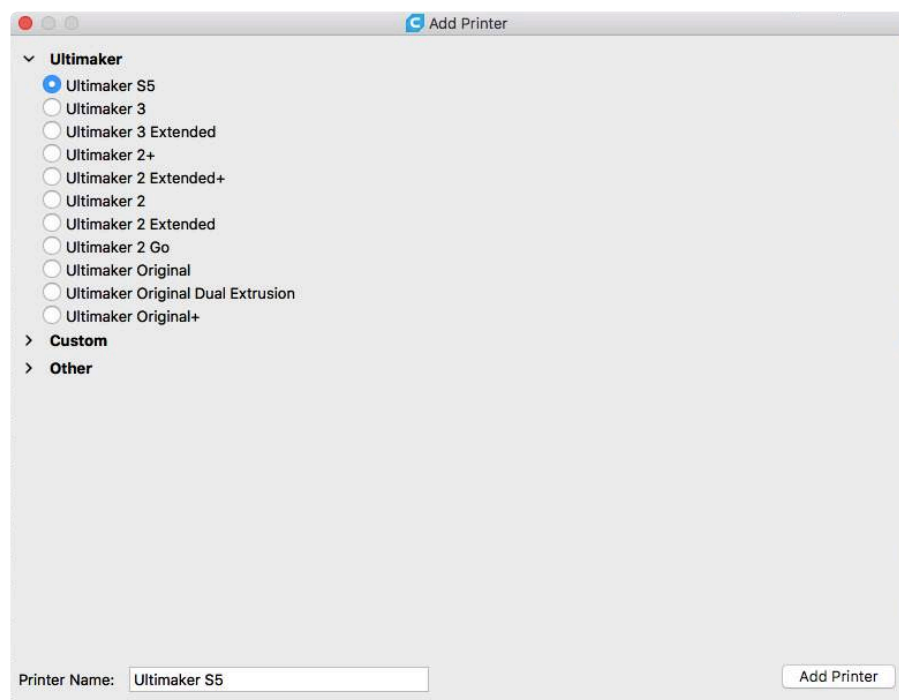 Add Printer
Ultimaker
Ultimaker S5
Ultimaker 3
Ultimaker 3 Extended
Ultimaker 2+
Ultimaker 2 Extended+
Ultimaker 2
Ultimaker 2 Extended
Ultimaker 2 Go
Ultimaker Original
Ultimaker Original Dual Extrusion
Ultimaker Original+
Custom
Other
Printer Name: Ultimaker S5 Add Printer